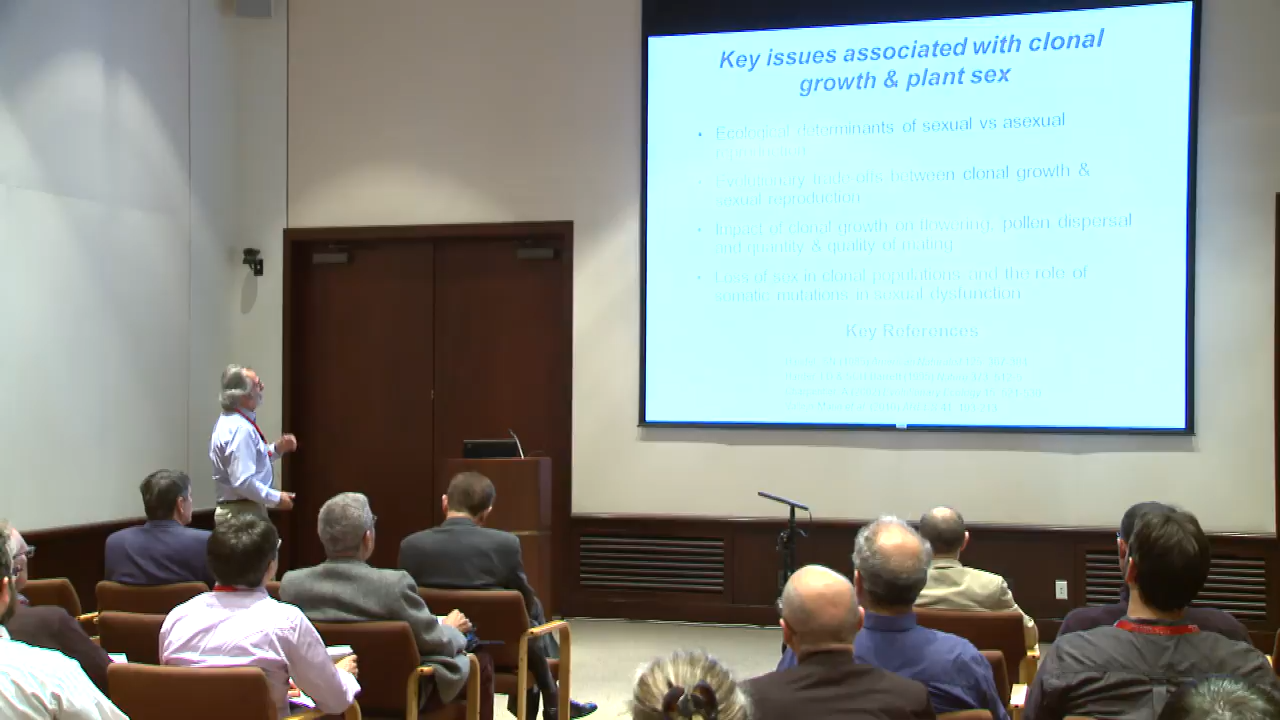 Key issues associated with clonal
growth & plant sex
• Ecological determinants of sexual vs asexual
reproduction
• Evolutionary trade-offs between clonal growth &
sexual reproduction
• Impact of clonal growth on flowering, pollen dispersal
and quantity & quality of mating
• Loss of sex in clonal populations and the role of
somatic mutations in sexual dysfunction
Key References